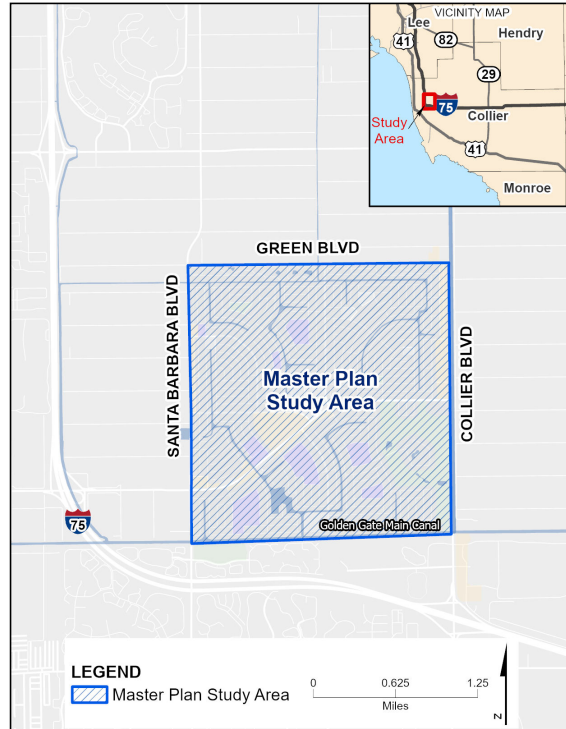 VICINITY MAP
Lee
Hendry
41
82
29
75
Collier
Study
Area
41
Monroe
GREEN BLVD
SANTA BARBARA BLVD
COLLIER BLVD
Master Plan
Study Area
Golden Gate Main Canal
75
LEGEND
Master Plan Study Area
0 0.625 1.25
Miles
N